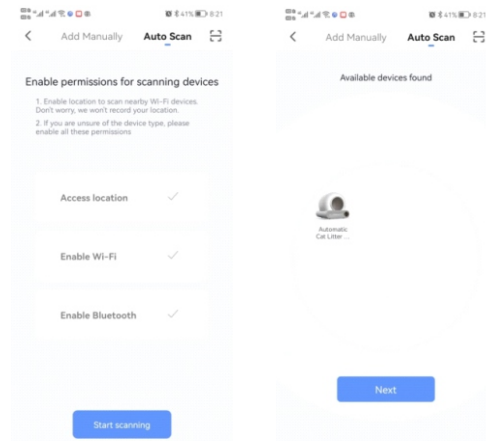 41% 8:21
Add Manually Auto Scan
Enable permissions for scanning devices
1. Enable location to scan nearby Wi-Fi devices.
Don't worry, we won't record your location.
2. If you are unsure of the device type, please
enable all these permissions
Access location
Enable Wi-Fi
Enable Bluetooth
Start scanning
41% 8:21
Add Manually Auto Scan
Available devices found
Automatic
Cat Litter ...
Next